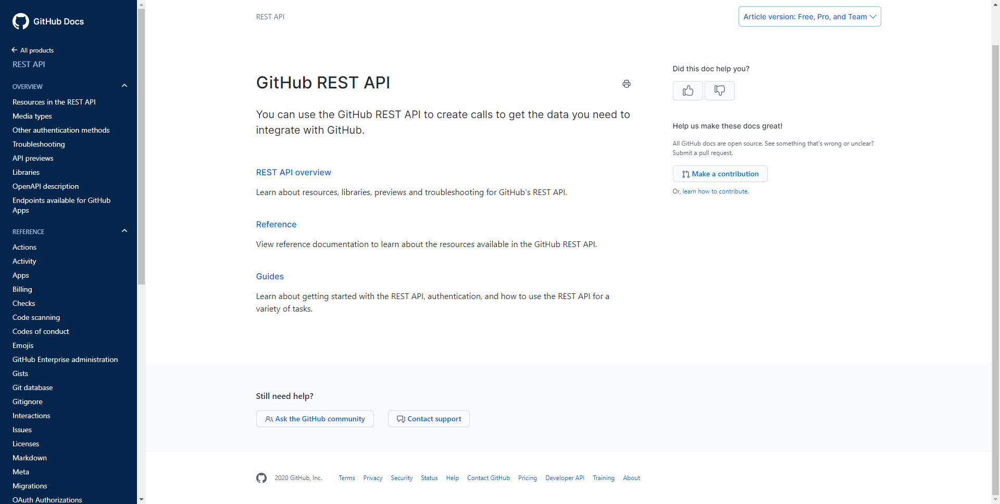 GitHub Docs
All products
REST API
OVERVIEW
Resources in the REST API
Media types
Other authentication methods
Troubleshooting
API previews
Libraries
OpenAPI description
Endpoints available for GitHub
Apps
REFERENCE
Actions
Activity
Apps
Billing
Checks
Code scanning
Codes of conduct
Emojis
GitHub Enterprise administration
Gists
Git database
Gitignore
Interactions
Issues
Licenses
Markdown
Meta
Migrations
OAuth Authorizations
REST API
Article version: Free, Pro, and Team
GitHub REST API
You can use the GitHub REST API to create calls to get the data you need to
integrate with GitHub.
REST API overview
Learn about resources, libraries, previews and troubleshooting for GitHub's REST API.
Reference
View reference documentation to learn about the resources available in the GitHub REST API.
Guides
Learn about getting started with the REST API, authentication, and how to use the REST API for a
variety of tasks.
Did this doc help you?
Help us make these docs great!
All GitHub docs are open source. See something that's wrong or unclear?
Submit a pull request.
Make a contribution
Or, learn how to contribute.
Still need help?
Ask the GitHub community
Contact support
2020 GitHub, Inc.
Terms
Privacy
Security
Status
Help
Contact GitHub
Pricing
Developer API
Training
About